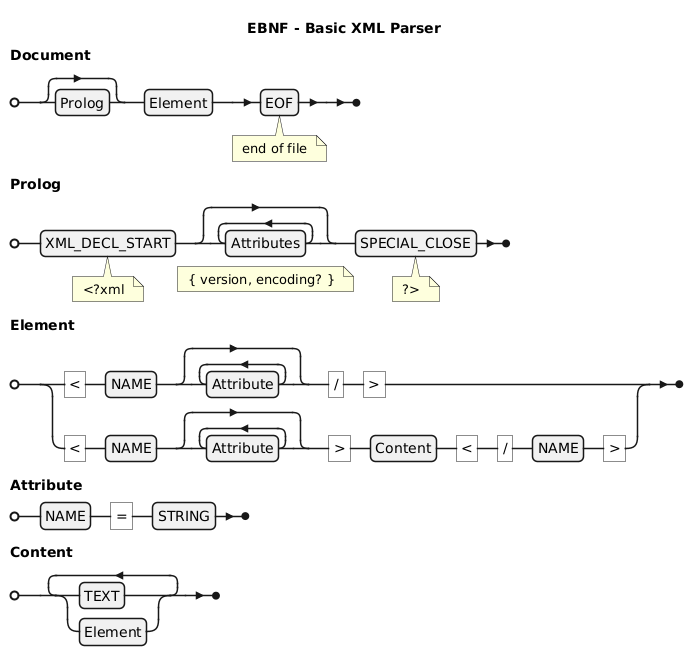 EBNF - Basic XML Parser
Document
Prolog Element EOF
end of file
Prolog
XML_DECL_START Attributes SPECIAL_CLOSE
<?xml { version, encoding? } ?>
Element
< NAME Attribute / >
< NAME Attribute > Content < / NAME >
Attribute
NAME = STRING
Content
TEXT
Element